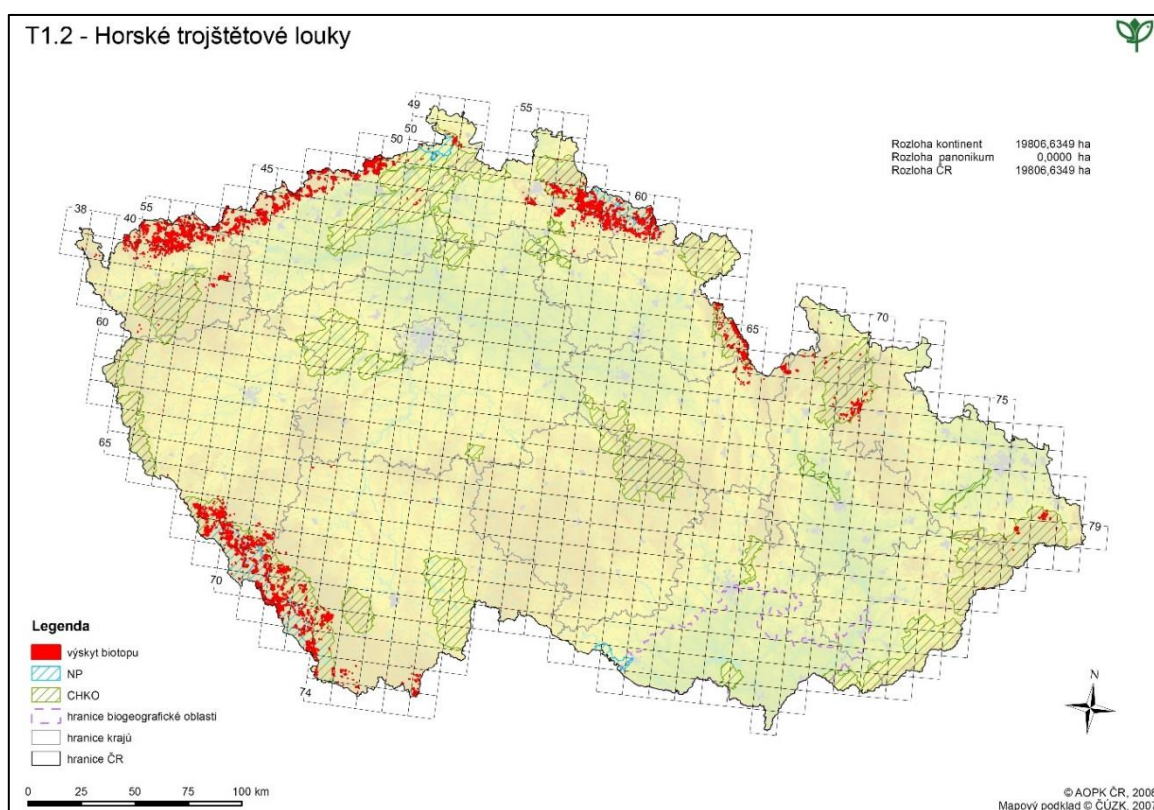 T1.2 - Horské trojštětové louky
Rozloha kontinent 19806,6349 ha
Rozloha panonikum 0,0000 ha
Rozloha ČR 19806,6349 ha
49
55
50
50
45
60
55
38
40
60
65
70
75
65
79
70
74
Legenda
výskyt biotopu
NP
CHKO
hranice biogeografické oblasti
hranice krajů
hranice ČR
N
0 25 50 75 100 km
© AOPK ČR, 2008
Mapový podklad © ČÚZK, 2007